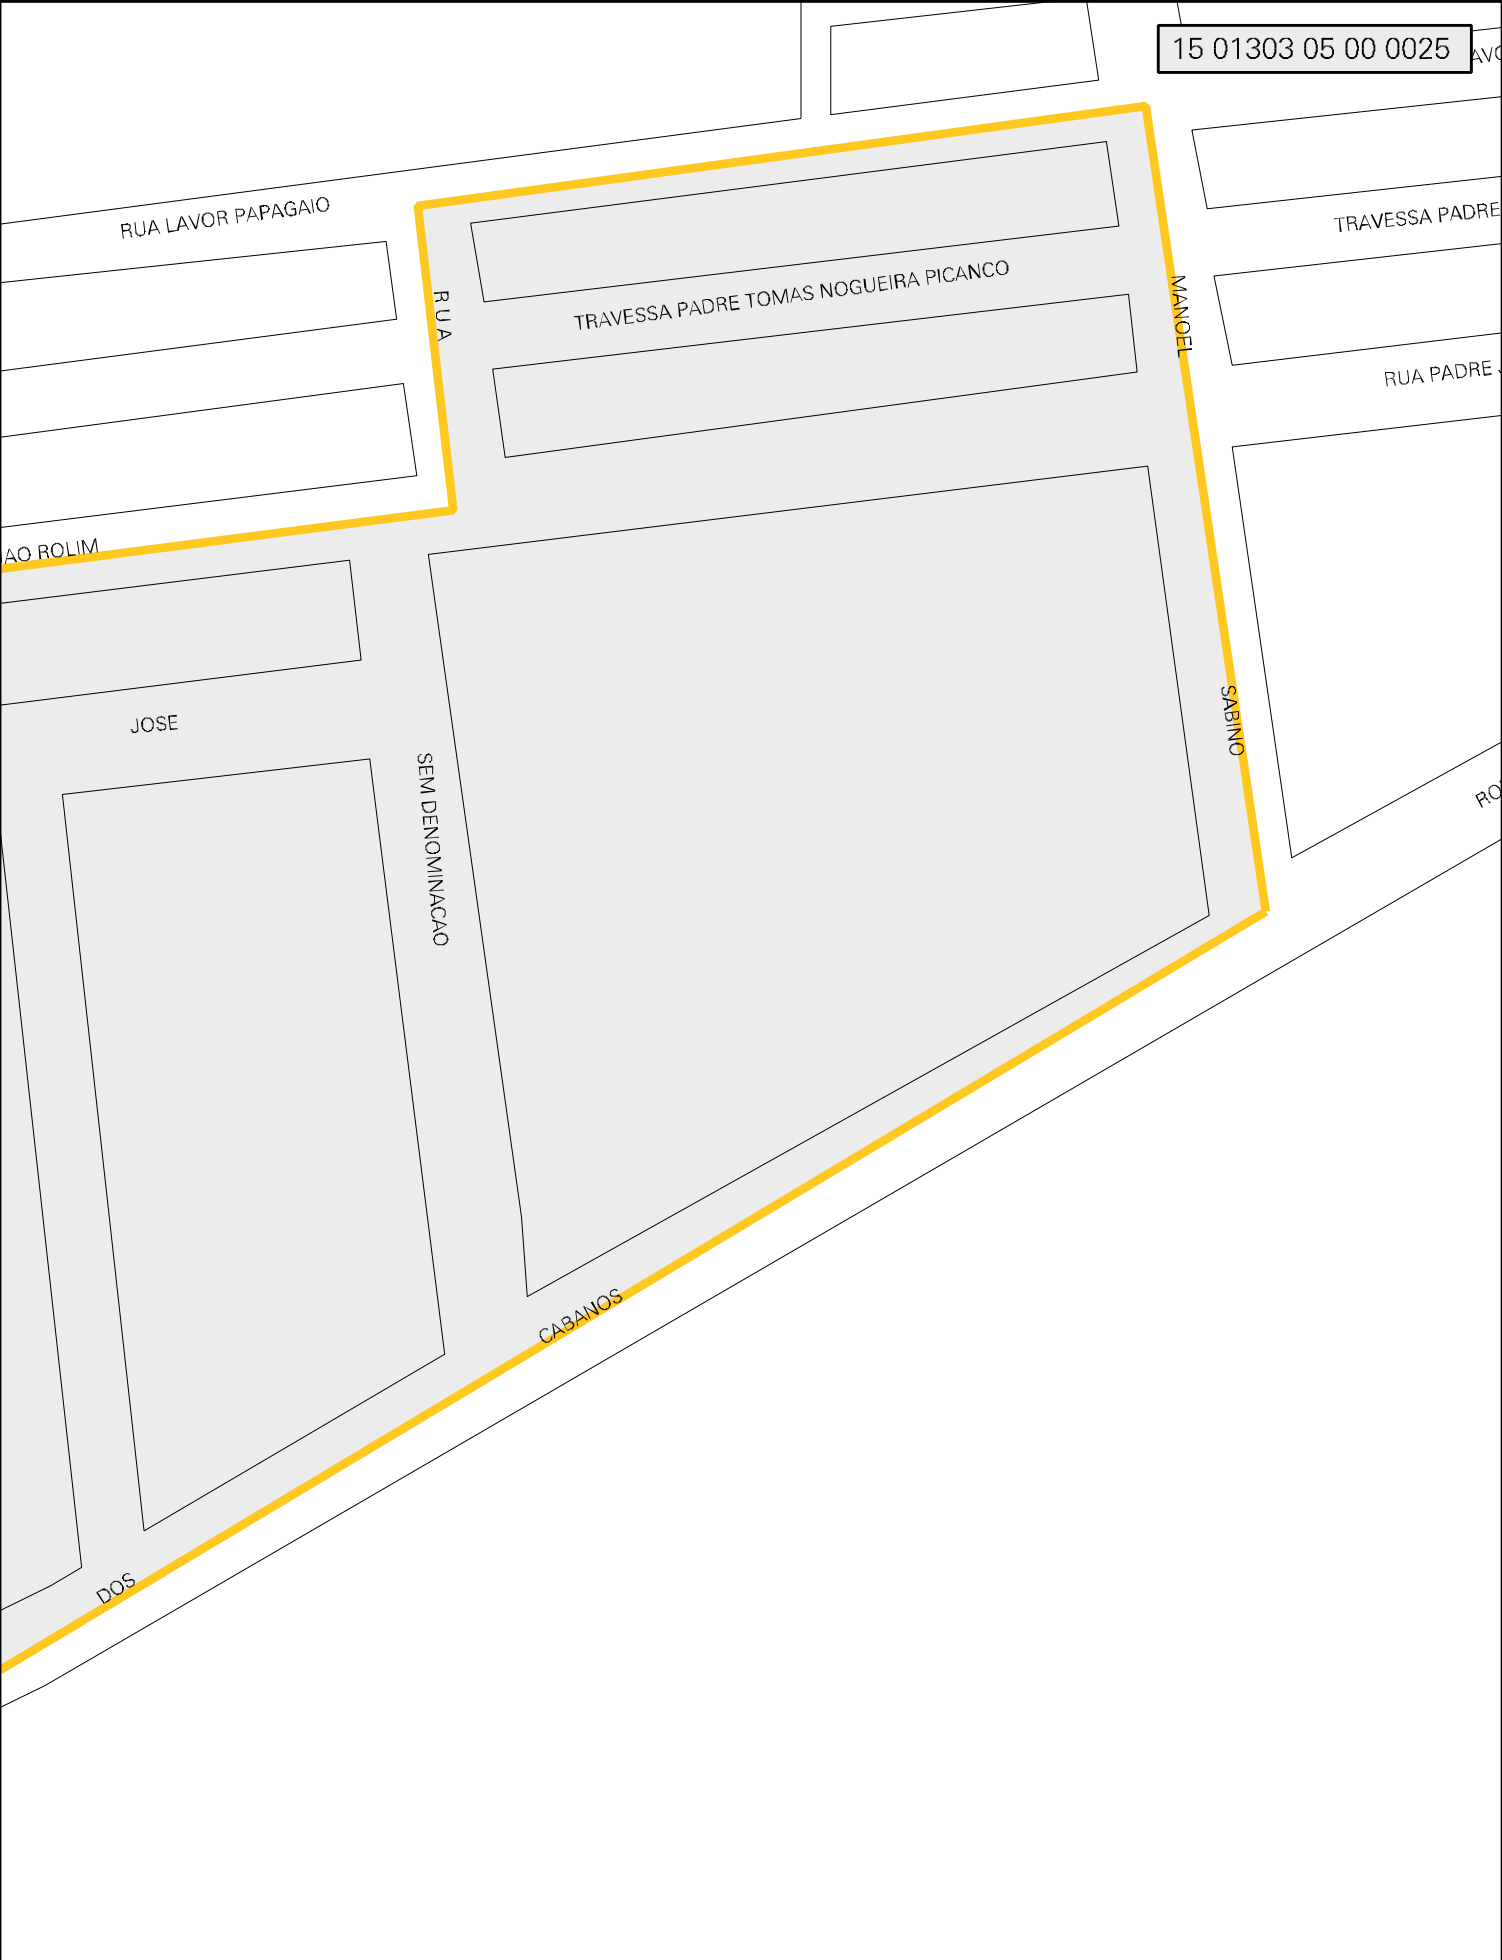 15 01303 05 00 0025
RUA LAVOR PAPAGAIO
TRAVESSA PADRE
RUA
TRAVESSA PADRE TOMAS NOGUEIRA PICANCO
MANOEL
RUA PADRE
AO ROLIM
JOSE
SABINO
SEM DENOMINACAO
CABANOS
DOS